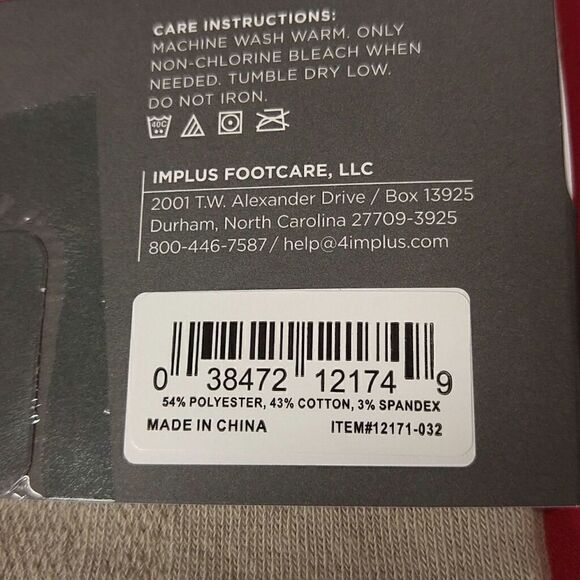 CARE INSTRUCTIONS:
MACHINE WASH WARM. ONLY
NON-CHLORINE BLEACH WHEN
NEEDED. TUMBLE DRY LOW.
DO NOT IRON.
40C
IMPLUS FOOTCARE, LLC
2001 T.W. Alexander Drive / Box 13925
Durham, North Carolina 27709-3925
800-446-7587 / help@4implus.com
0 38472 12174 9
54% POLYESTER, 43% COTTON, 3% SPANDEX
MADE IN CHINA ITEM#12171-032